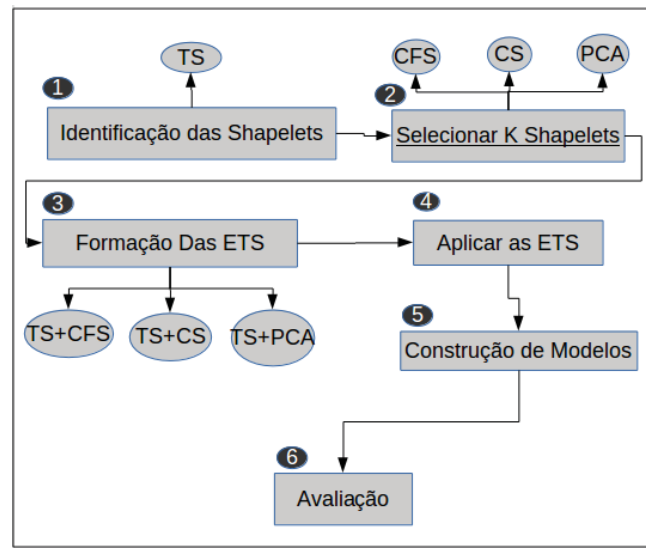 TS
CFS
CS
PCA
1
2
Identificação das Shapelets
Selecionar K Shapelets
3
4
Formação Das ETS
Aplicar as ETS
TS+CFS
TS+CS
TS+PCA
5
Construção de Modelos
6
Avaliação